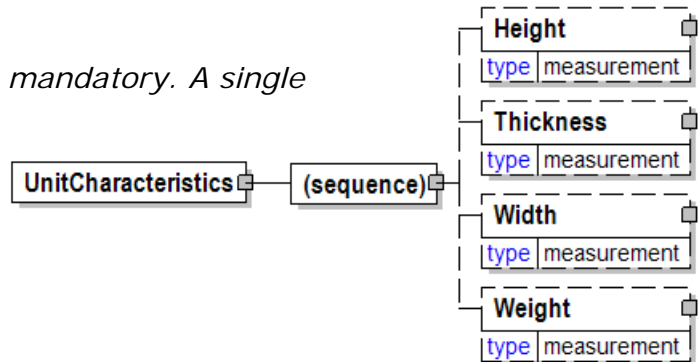 Height
type measurement
mandatory. A single
Thickness
type measurement
UnitCharacteristics (sequence)
Width
type measurement
Weight
type measurement